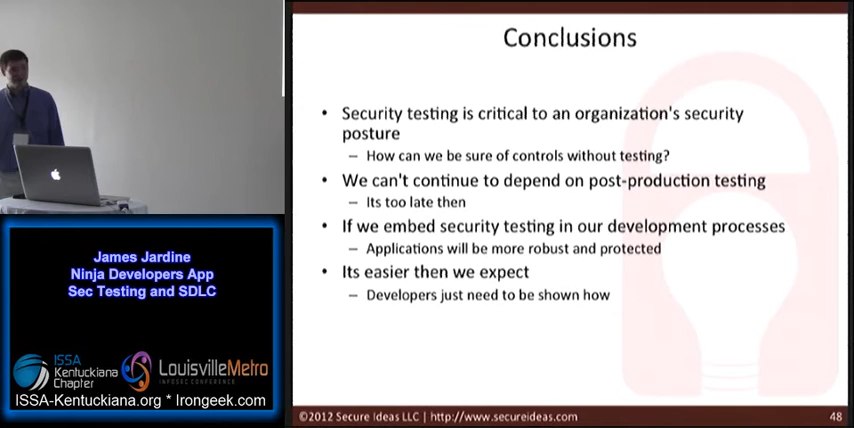 Conclusions
• Security testing is critical to an organization's security
posture
– How can we be sure of controls without testing?
• We can't continue to depend on post-production testing
– Its too late then
• If we embed security testing in our development processes
– Applications will be more robust and protected
• Its easier then we expect
– Developers just need to be shown how
©2012 Secure Ideas LLC | http://www.secureideas.com
48
James Jardine
Ninja Developers App
Sec Testing and SDLC
ISSA
Kentuckiana
Chapter
LouisvilleMetro
INFOSEC CONFERENCE
ISSA-Kentuckiana.org * Irongeek.com